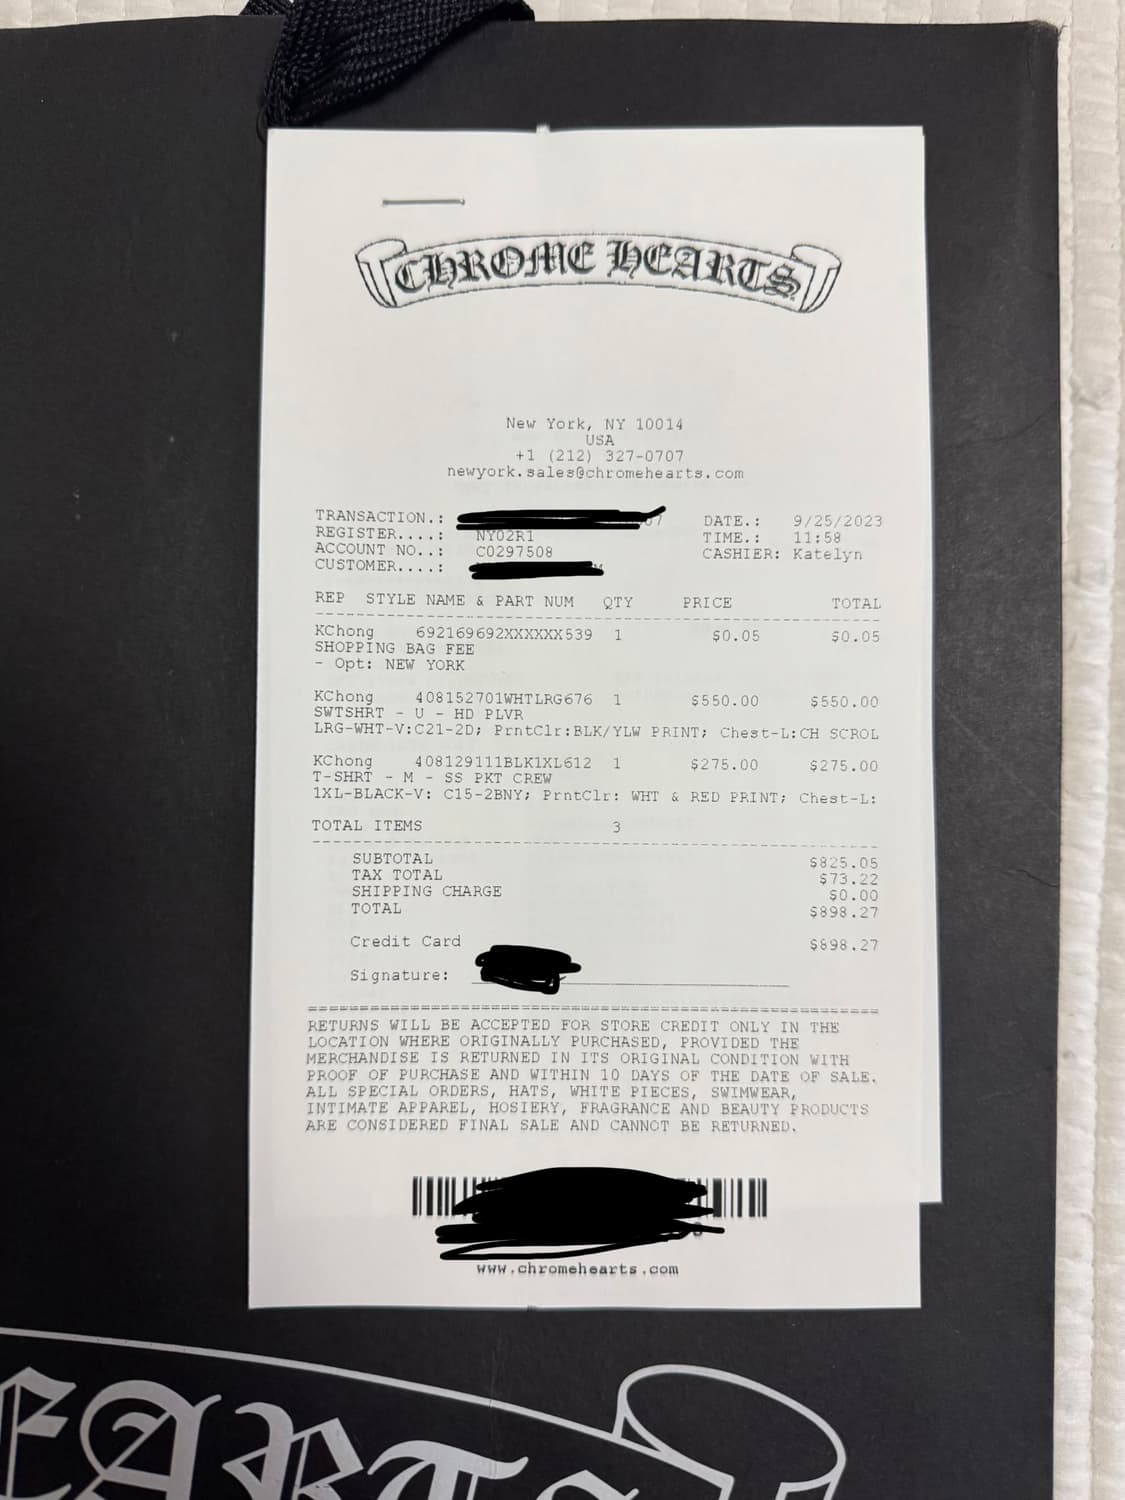 CHROME HEARTS
New York, NY 10014
USA
+1 (212) 327-0707
newyork.sales@chromehearts.com
TRANSACTION.: 07 DATE.: 9/25/2023
REGISTER....: NY02R1 TIME.: 11:58
ACCOUNT NO..: C0297508 CASHIER: Katelyn
CUSTOMER....:
REP STYLE NAME & PART NUM QTY PRICE TOTAL
KChong 692169692XXXXXX539 1 $0.05 $0.05
SHOPPING BAG FEE
- Opt: NEW YORK
KChong 408152701WHTLRG676 1 $550.00 $550.00
SWTSHRT - U - HD PLVR
LRG-WHT-V:C21-2D; PrntClr:BLK/YLW PRINT; Chest-L:CH SCROL
KChong 408129111BLK1XL612 1 $275.00 $275.00
T-SHRT - M - SS PKT CREW
1XL-BLACK-V: C15-2BNY; PrntClr: WHT & RED PRINT; Chest-L:
TOTAL ITEMS 3
SUBTOTAL $825.05
TAX TOTAL $73.22
SHIPPING CHARGE $0.00
TOTAL $898.27
Credit Card $898.27
Signature:
RETURNS WILL BE ACCEPTED FOR STORE CREDIT ONLY IN THE
LOCATION WHERE ORIGINALLY PURCHASED, PROVIDED THE
MERCHANDISE IS RETURNED IN ITS ORIGINAL CONDITION WITH
PROOF OF PURCHASE AND WITHIN 10 DAYS OF THE DATE OF SALE.
ALL SPECIAL ORDERS, HATS, WHITE PIECES, SWIMWEAR,
INTIMATE APPAREL, HOSIERY, FRAGRANCE AND BEAUTY PRODUCTS
ARE CONSIDERED FINAL SALE AND CANNOT BE RETURNED.
www.chromehearts.com
EARTS